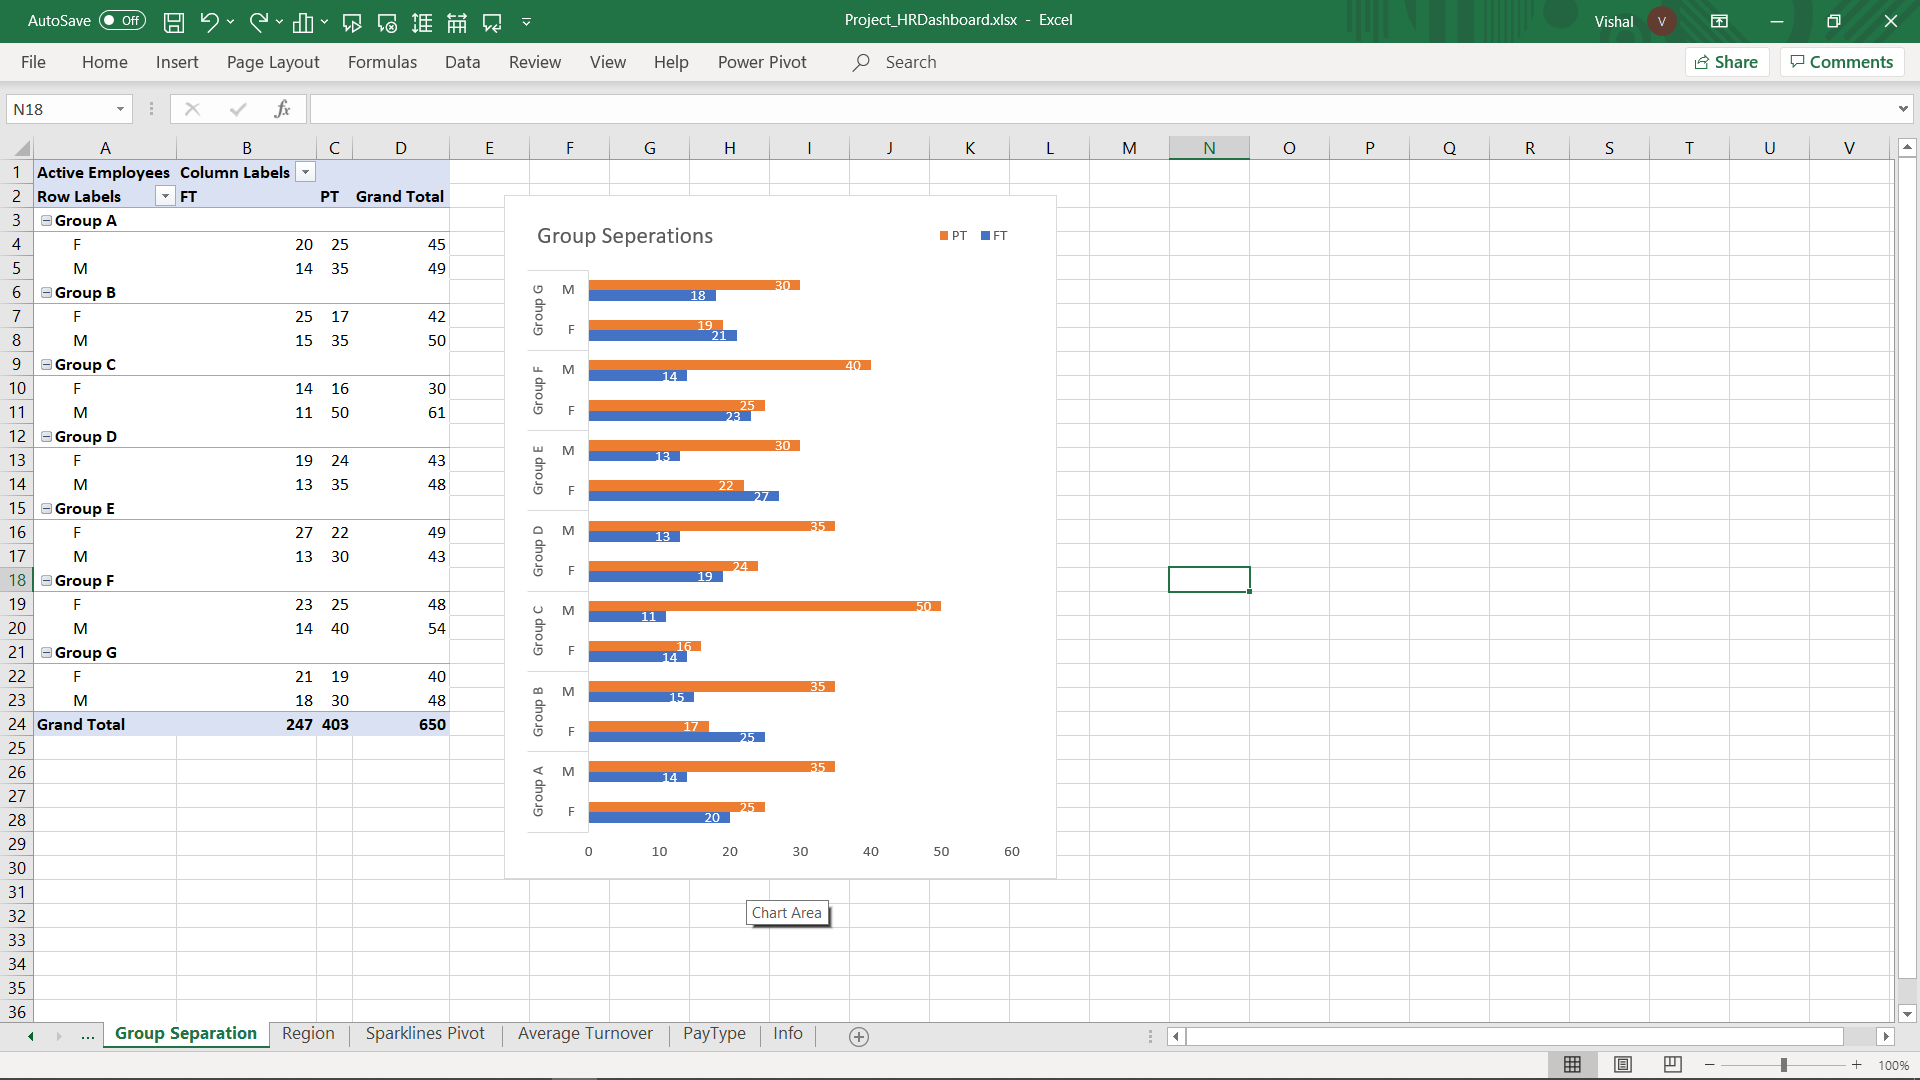 AutoSave Off Project_HRDashboard.xlsx - Excel Vishal V
File Home Insert Page Layout Formulas Data Review View Help Power Pivot Search Share Comments
N18 fx
A B C D E F G H I J K L M N O P Q R S T U V
1 Active Employees Column Labels
2 Row Labels FT PT Grand Total
3 Group A
4 F 20 25 45
5 M 14 35 49
6 Group B
7 F 25 17 42
8 M 15 35 50
9 Group C
10 F 14 16 30
11 M 11 50 61
12 Group D
13 F 19 24 43
14 M 13 35 48
15 Group E
16 F 27 22 49
17 M 13 30 43
18 Group F
19 F 23 25 48
20 M 14 40 54
21 Group G
22 F 21 19 40
23 M 18 30 48
24 Grand Total 247 403 650
25
26
27
28
29
30
31
32
33
34
35
36
Group Seperations PT FT
Group G M 30
18
F 19
21
Group F M 40
14
F 25
23
Group E M 30
13
F 22
27
Group D M 35
13
F 24
19
Group C M 50
11
F 16
14
Group B M 35
15
F 17
25
Group A M 35
14
F 25
20
0 10 20 30 40 50 60
Chart Area
... Group Separation Region Sparklines Pivot Average Turnover PayType Info
100%